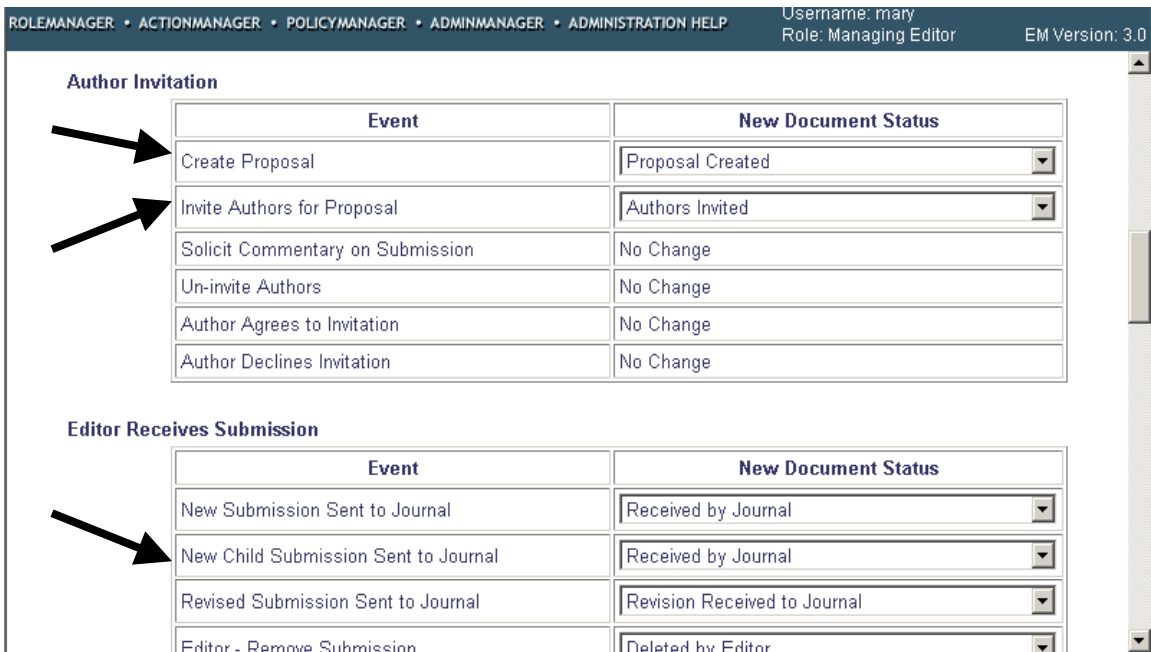 ROLEMANAGER • ACTIONMANAGER • POLICYMANAGER • ADMINMANAGER • ADMINISTRATION HELP
Username: mary
Role: Managing Editor EM Version: 3.0
Author Invitation
Event New Document Status
Create Proposal Proposal Created
Invite Authors for Proposal Authors Invited
Solicit Commentary on Submission No Change
Un-invite Authors No Change
Author Agrees to Invitation No Change
Author Declines Invitation No Change
Editor Receives Submission
Event New Document Status
New Submission Sent to Journal Received by Journal
New Child Submission Sent to Journal Received by Journal
Revised Submission Sent to Journal Revision Received to Journal
Editor - Remove Submission Deleted by Editor